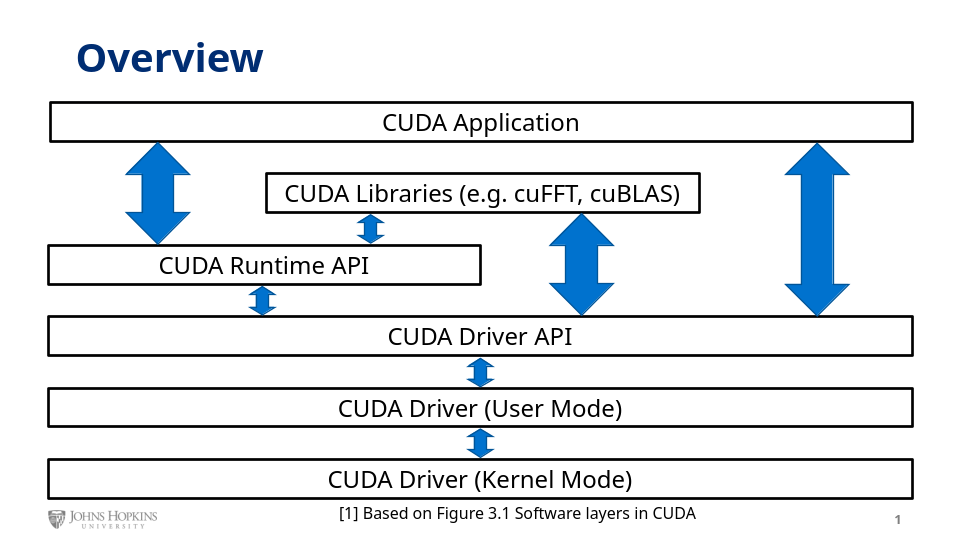 Overview
CUDA Application
CUDA Libraries (e.g. cuFFT, cuBLAS)
CUDA Runtime API
CUDA Driver API
CUDA Driver (User Mode)
CUDA Driver (Kernel Mode)
[1] Based on Figure 3.1 Software layers in CUDA
JOHNS HOPKINS
UNIVERSITY
1